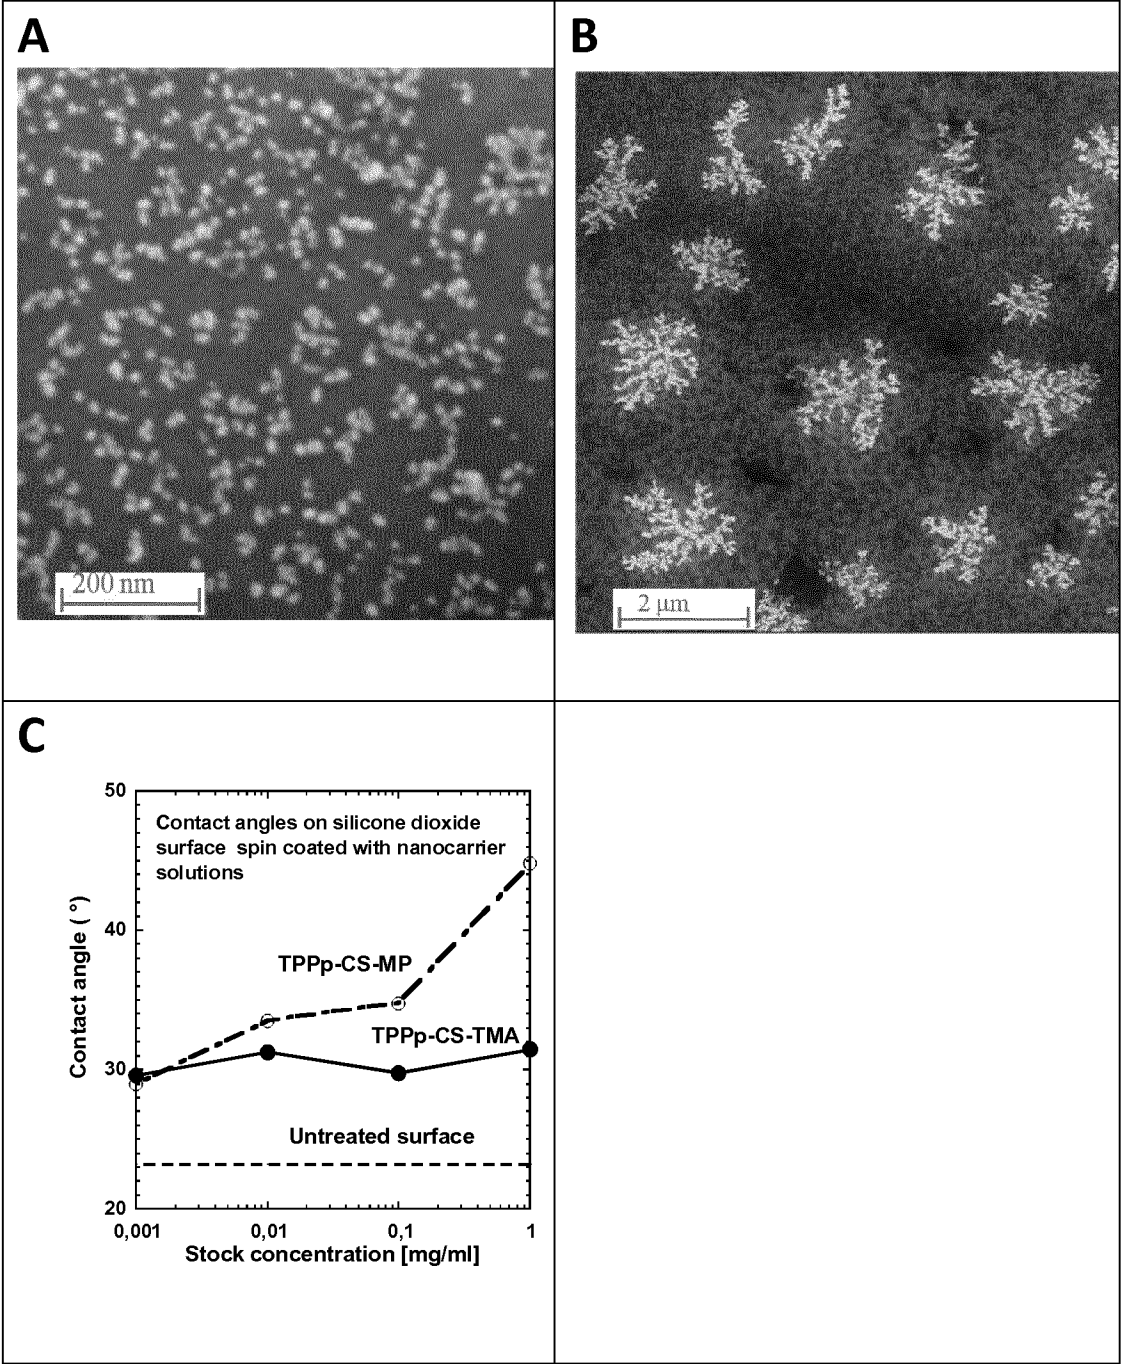 A
B
200 nm
2 µm
C
50
40
30
20
Contact angle ( °)
Contact angles on silicone dioxide
surface spin coated with nanocarrier
solutions
TPPp-CS-MP
TPPp-CS-TMA
Untreated surface
0,001
0,01
0,1
1
Stock concentration [mg/ml]